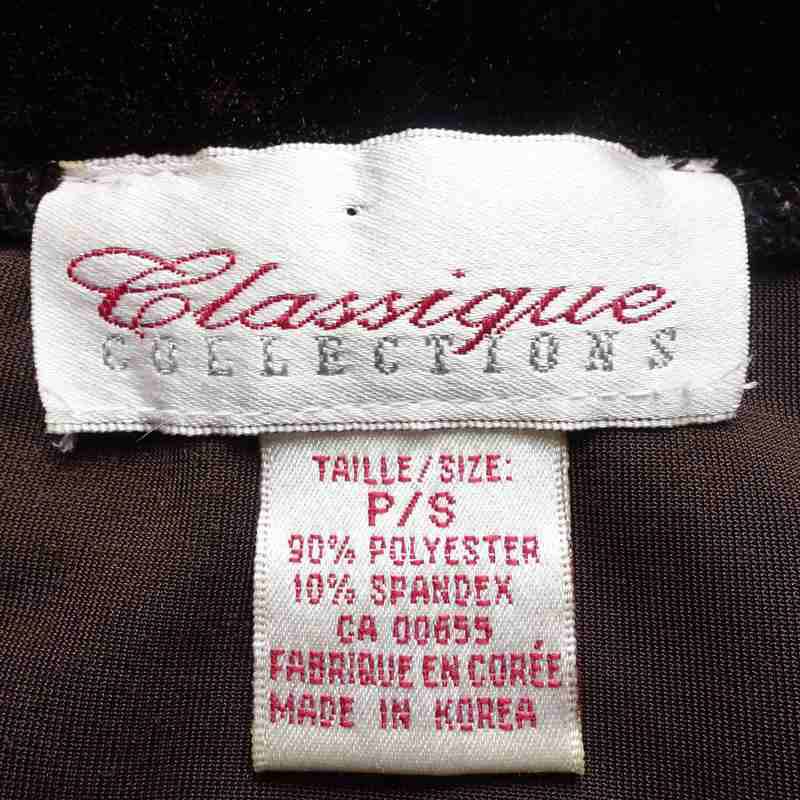 Classique
COLLECTIONS
TAILLE/SIZE:
P/S
90% POLYESTER
10% SPANDEX
CA 00655
FABRIQUE EN CORÉE
MADE IN KOREA